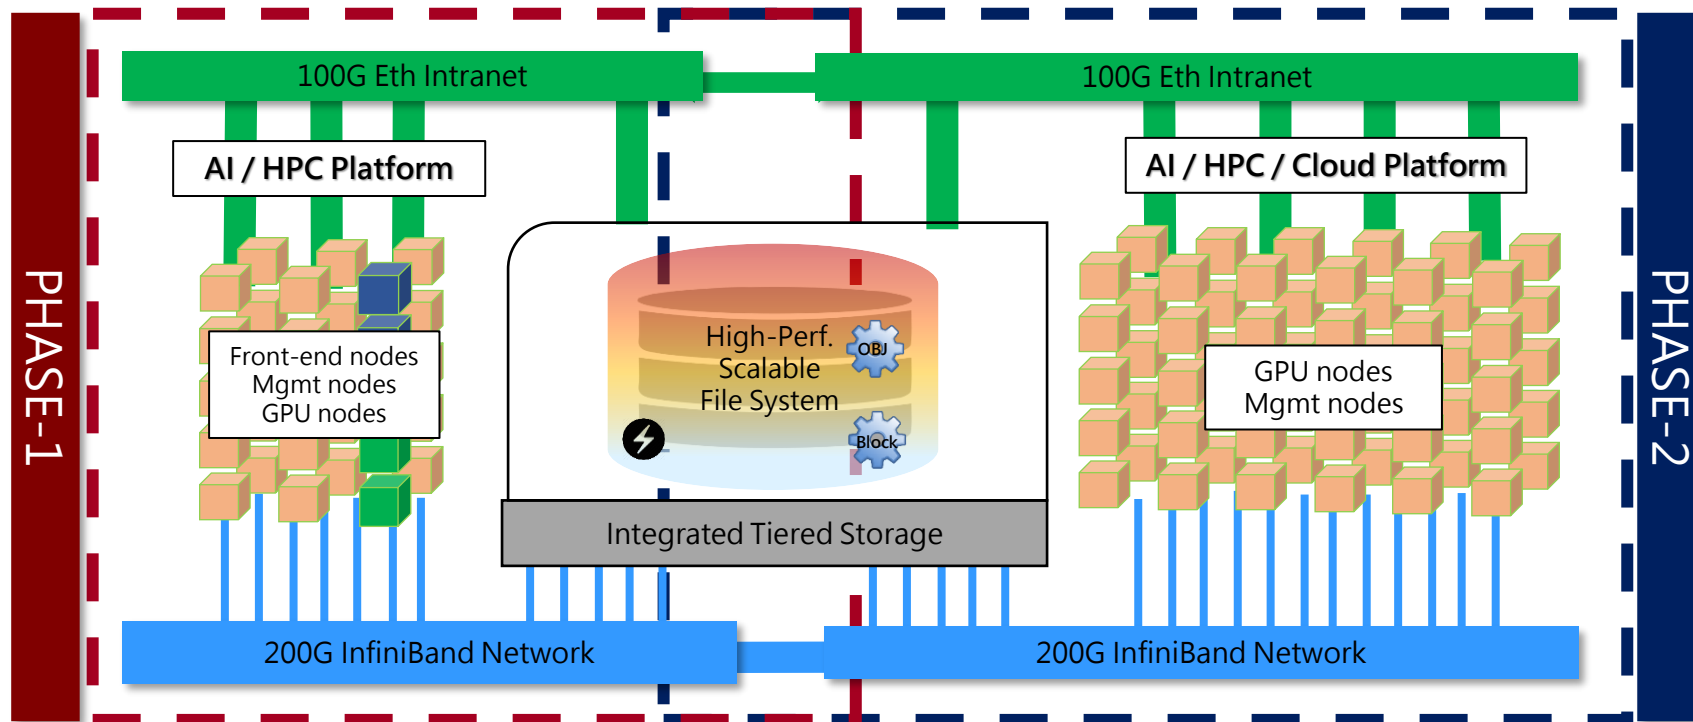 PHASE-1
100G Eth Intranet
100G Eth Intranet
AI / HPC Platform
AI / HPC / Cloud Platform
Front-end nodes
Mgmt nodes
GPU nodes
High-Perf.
Scalable
File System
OBJ
Block
GPU nodes
Mgmt nodes
Integrated Tiered Storage
200G InfiniBand Network
200G InfiniBand Network
PHASE-2